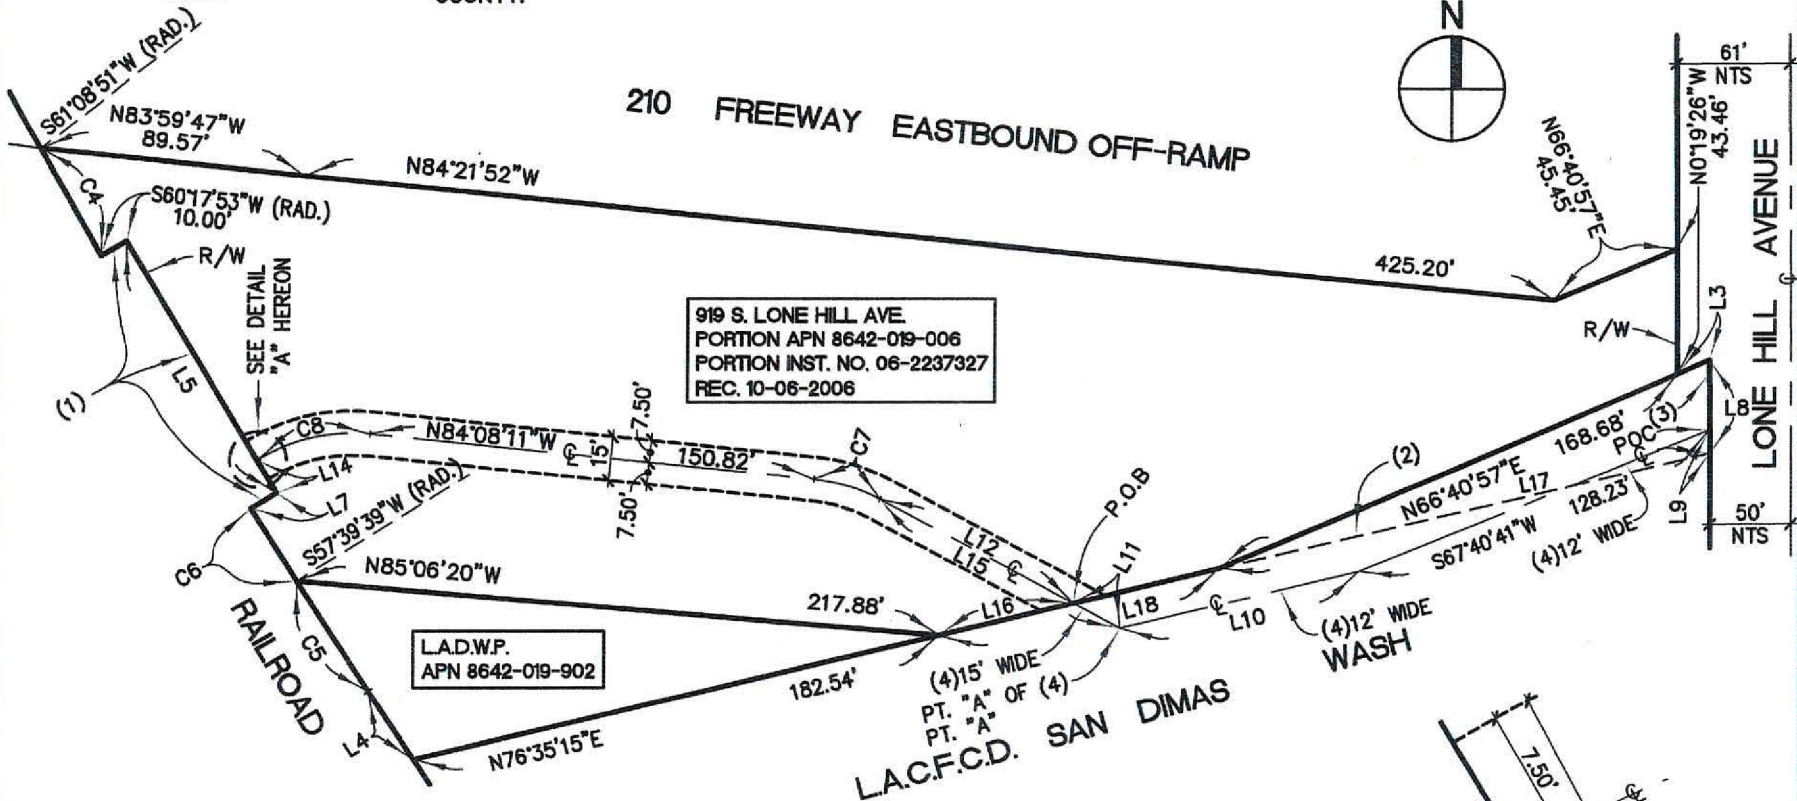 S61°08'51"W (RAD.)
N83°59'47"W
89.57'
210 FREEWAY EASTBOUND OFF-RAMP
N
61'
NTS
N84°21'52"W
425.20'
N66°40'57"E
45.45'
N0°19'26"W
43.46'
LONE HILL AVENUE
C4
S60°17'53"W (RAD.)
10.00'
R/W
SEE DETAIL
"A" HEREON
L5
(1)
919 S. LONE HILL AVE.
PORTION APN 8642-019-006
PORTION INST. NO. 06-2237327
REC. 10-06-2006
R/W
L3
L8
(3)
POC
L9
50'
NTS
C8
N84°08'11"W
15'
7.50'
7.50'
150.82'
C7
L14
L7
S57°39'39"W (RAD.)
C6
P.O.B
L12
L15
L11
(2)
168.68'
N66°40'57"E
L17
128.23'
S67°40'41"W
(4)12' WIDE
N85°06'20"W
217.88'
L16
L18
L10
(4)12' WIDE
RAILROAD
C5
L4
L.A.D.W.P.
APN 8642-019-902
182.54'
N76°35'15"E
(4)15' WIDE
PT. "A" OF (4)
PT. "A"
L.A.C.F.C.D. SAN DIMAS WASH
7.50'